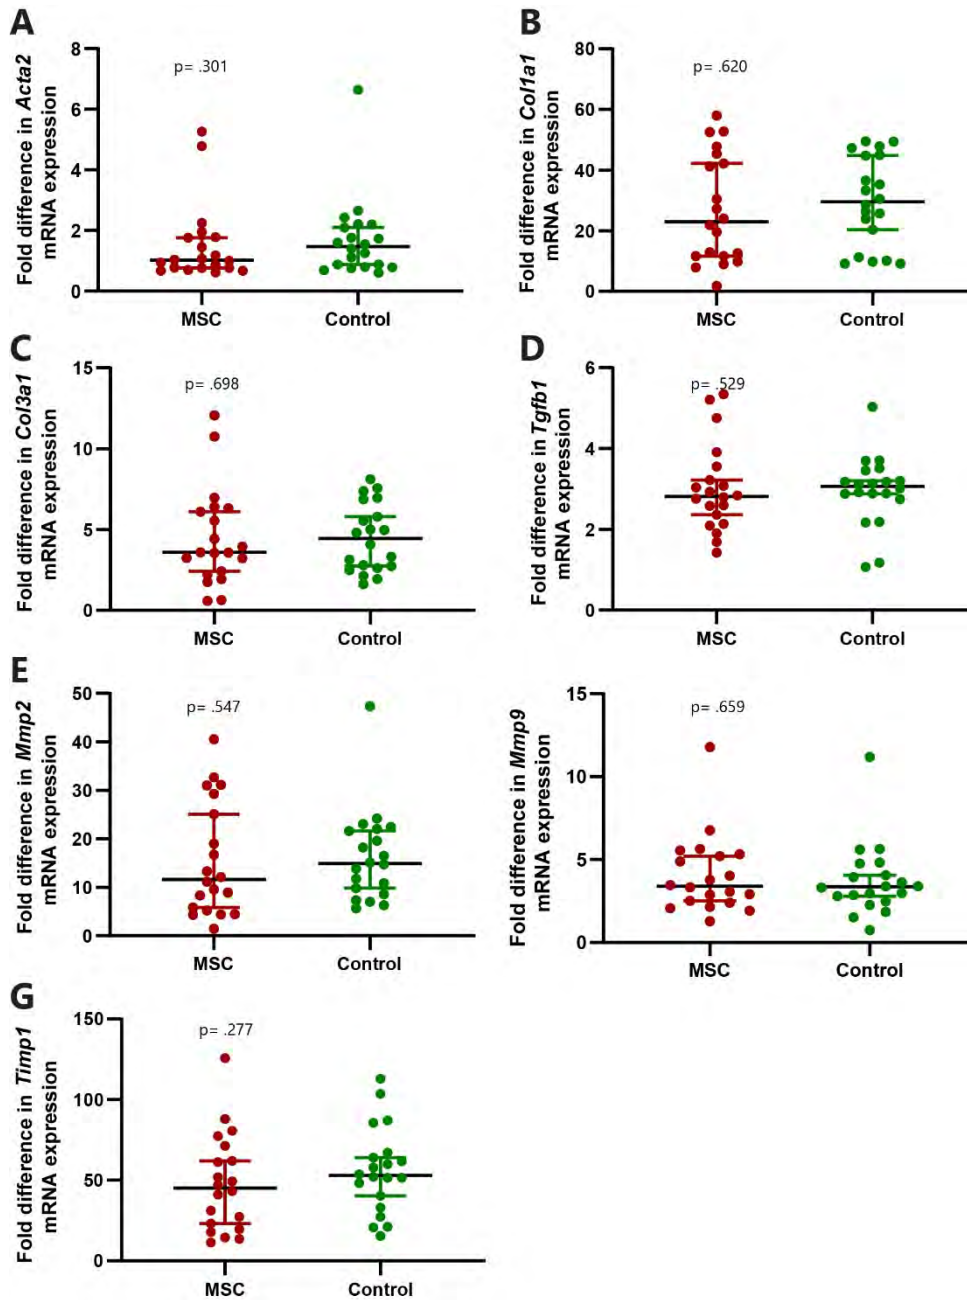 A
Fold difference in Acta2
mRNA expression
8
6
4
2
0
p= .301
MSC
Control
B
Fold difference in Col1a1
mRNA expression
80
60
40
20
0
p= .620
MSC
Control
C
Fold difference in Col3a1
mRNA expression
15
10
5
0
p= .698
MSC
Control
D
Fold difference in Tgfb1
mRNA expression
6
4
2
0
p= .529
MSC
Control
E
Fold difference in Mmp2
mRNA expression
50
40
30
20
10
0
p= .547
MSC
Control
Fold difference in Mmp9
mRNA expression
15
10
5
0
p= .659
MSC
Control
G
Fold difference in Timp1
mRNA expression
150
100
50
0
p= .277
MSC
Control